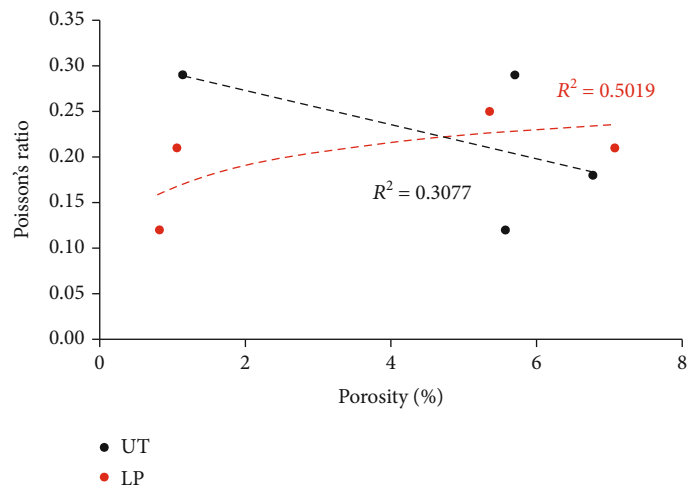 0.35
0.30
0.25
0.20
0.15
0.10
0.05
0.00
Poisson's ratio
R² = 0.5019
R² = 0.3077
0 2 4 6 8
Porosity (%)
UT
LP